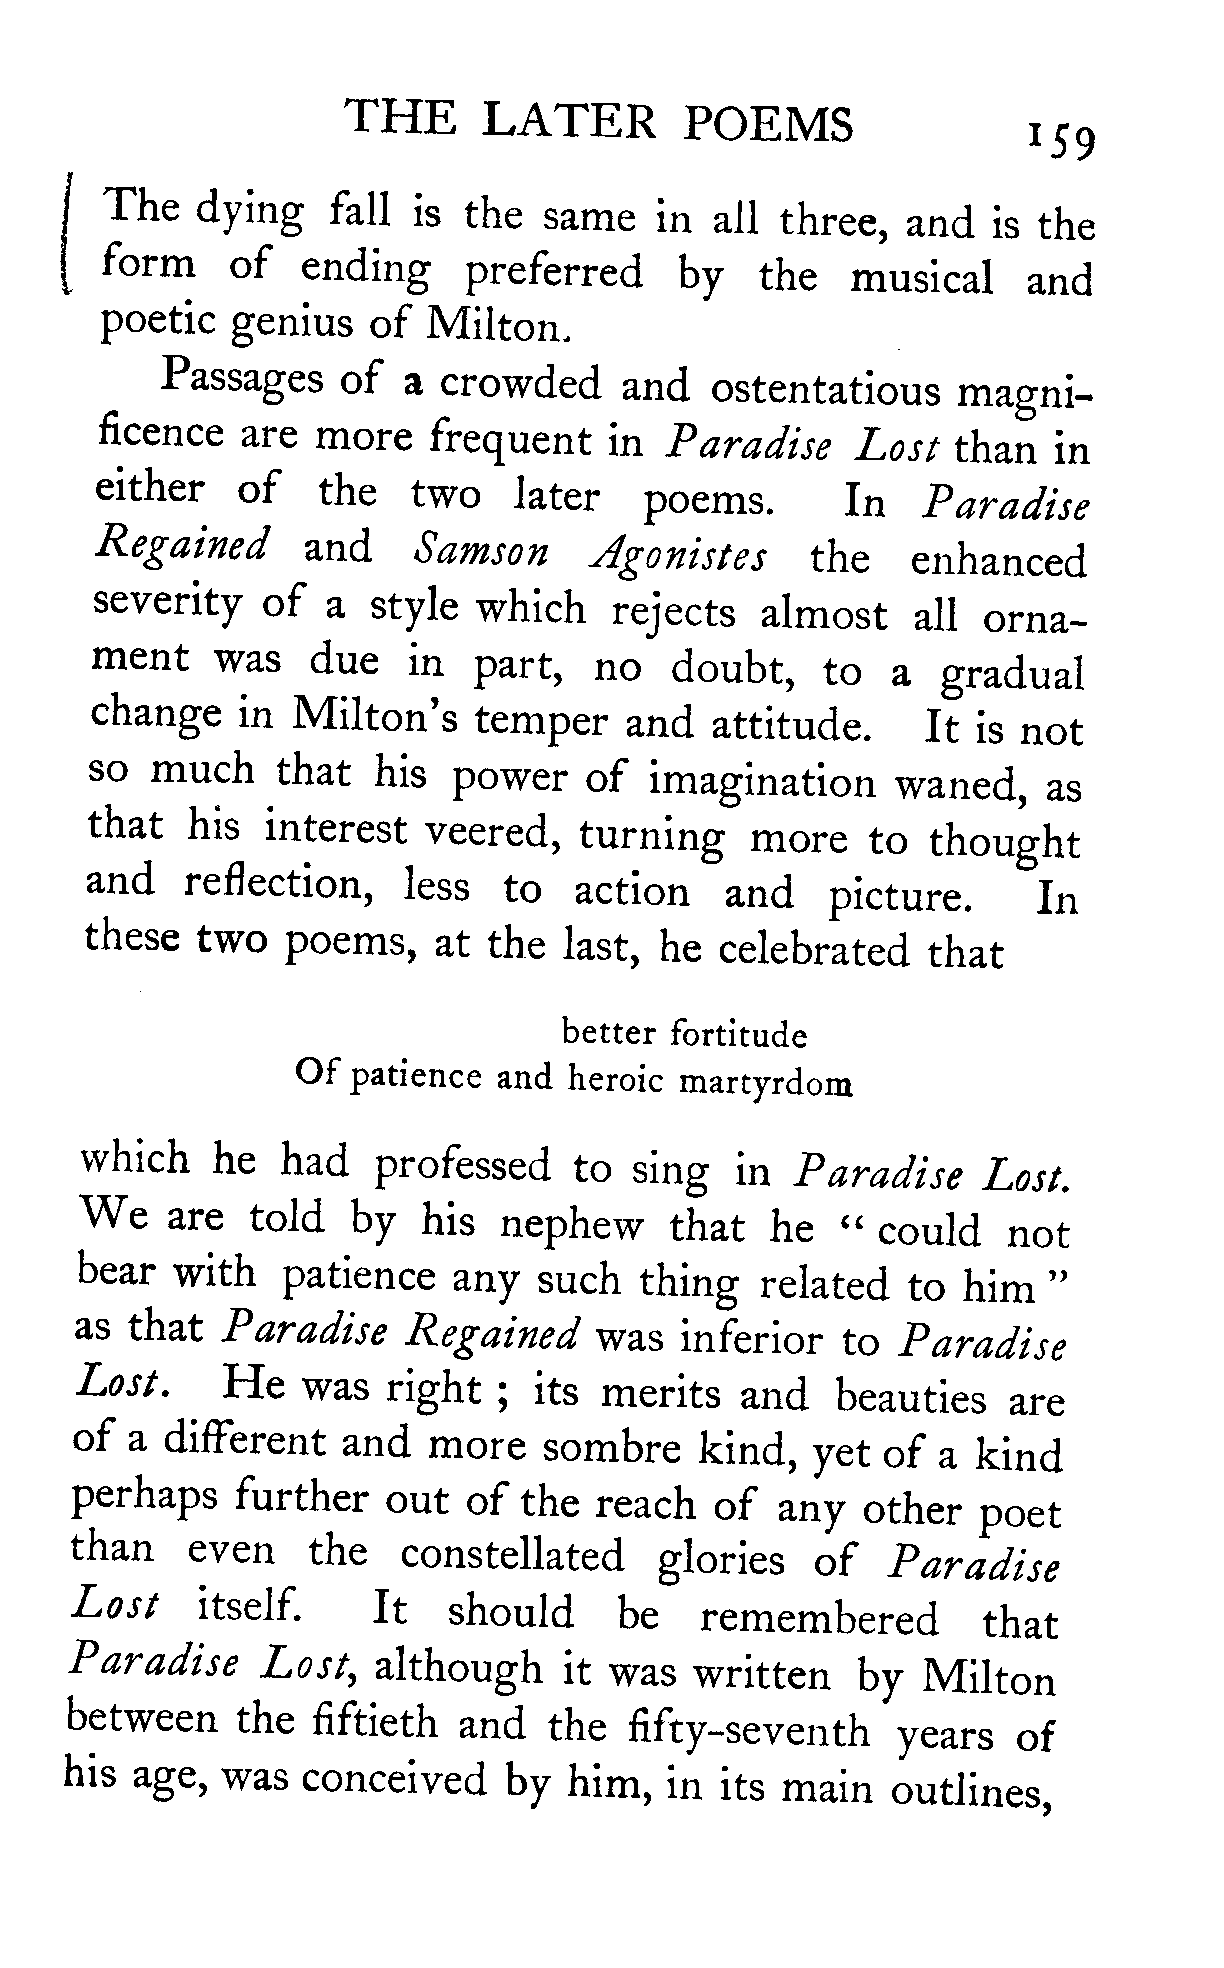 THE LATER POEMS 159
The dying fall is the same in all three, and is the
form of ending preferred by the musical and
poetic genius of Milton.
Passages of a crowded and ostentatious magni-
ficence are more frequent in Paradise Lost than in
either of the two later poems. In Paradise
Regained and Samson Agonistes the enhanced
severity of a style which rejects almost all orna-
ment was due in part, no doubt, to a gradual
change in Milton's temper and attitude. It is not
so much that his power of imagination waned, as
that his interest veered, turning more to thought
and reflection, less to action and picture. In
these two poems, at the last, he celebrated that
better fortitude
Of patience and heroic martyrdom
which he had professed to sing in Paradise Lost.
We are told by his nephew that he “ could not
bear with patience any such thing related to him ”
as that Paradise Regained was inferior to Paradise
Lost. He was right ; its merits and beauties are
of a different and more sombre kind, yet of a kind
perhaps further out of the reach of any other poet
than even the constellated glories of Paradise
Lost itself. It should be remembered that
Paradise Lost, although it was written by Milton
between the fiftieth and the fifty-seventh years of
his age, was conceived by him, in its main outlines,